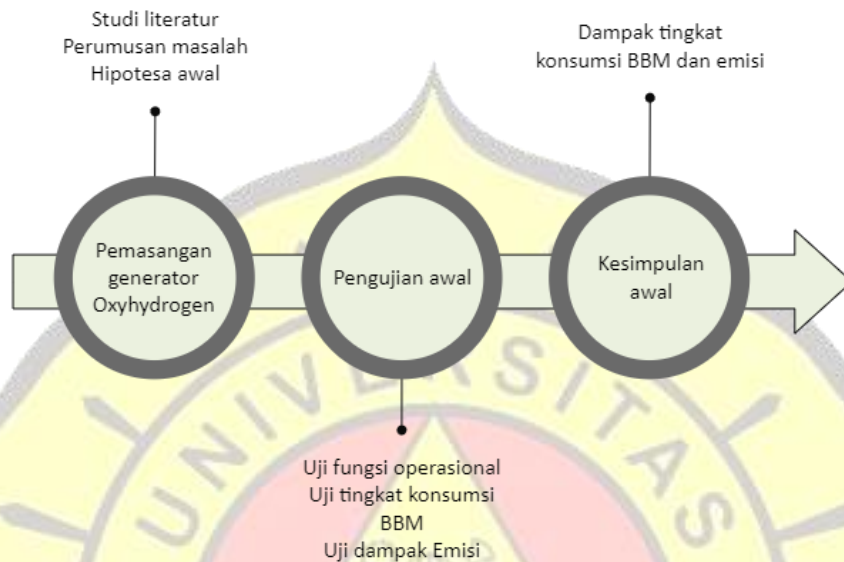 Studi literatur
Perumusan masalah
Hipotesa awal
Dampak tingkat
konsumsi BBM dan emisi
Pemasangan
generator
Oxyhydrogen
Pengujian awal
Kesimpulan
awal
UNIVERSITAS
Uji fungsi operasional
Uji tingkat konsumsi
BBM
Uji dampak Emisi